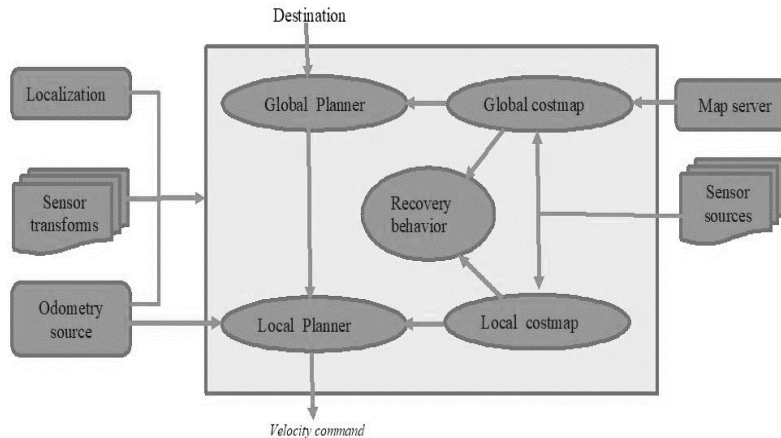 Destination
Localization
Global Planner
Global costmap
Map server
Sensor
transforms
Recovery
behavior
Sensor
sources
Odometry
source
Local Planner
Local costmap
Velocity command